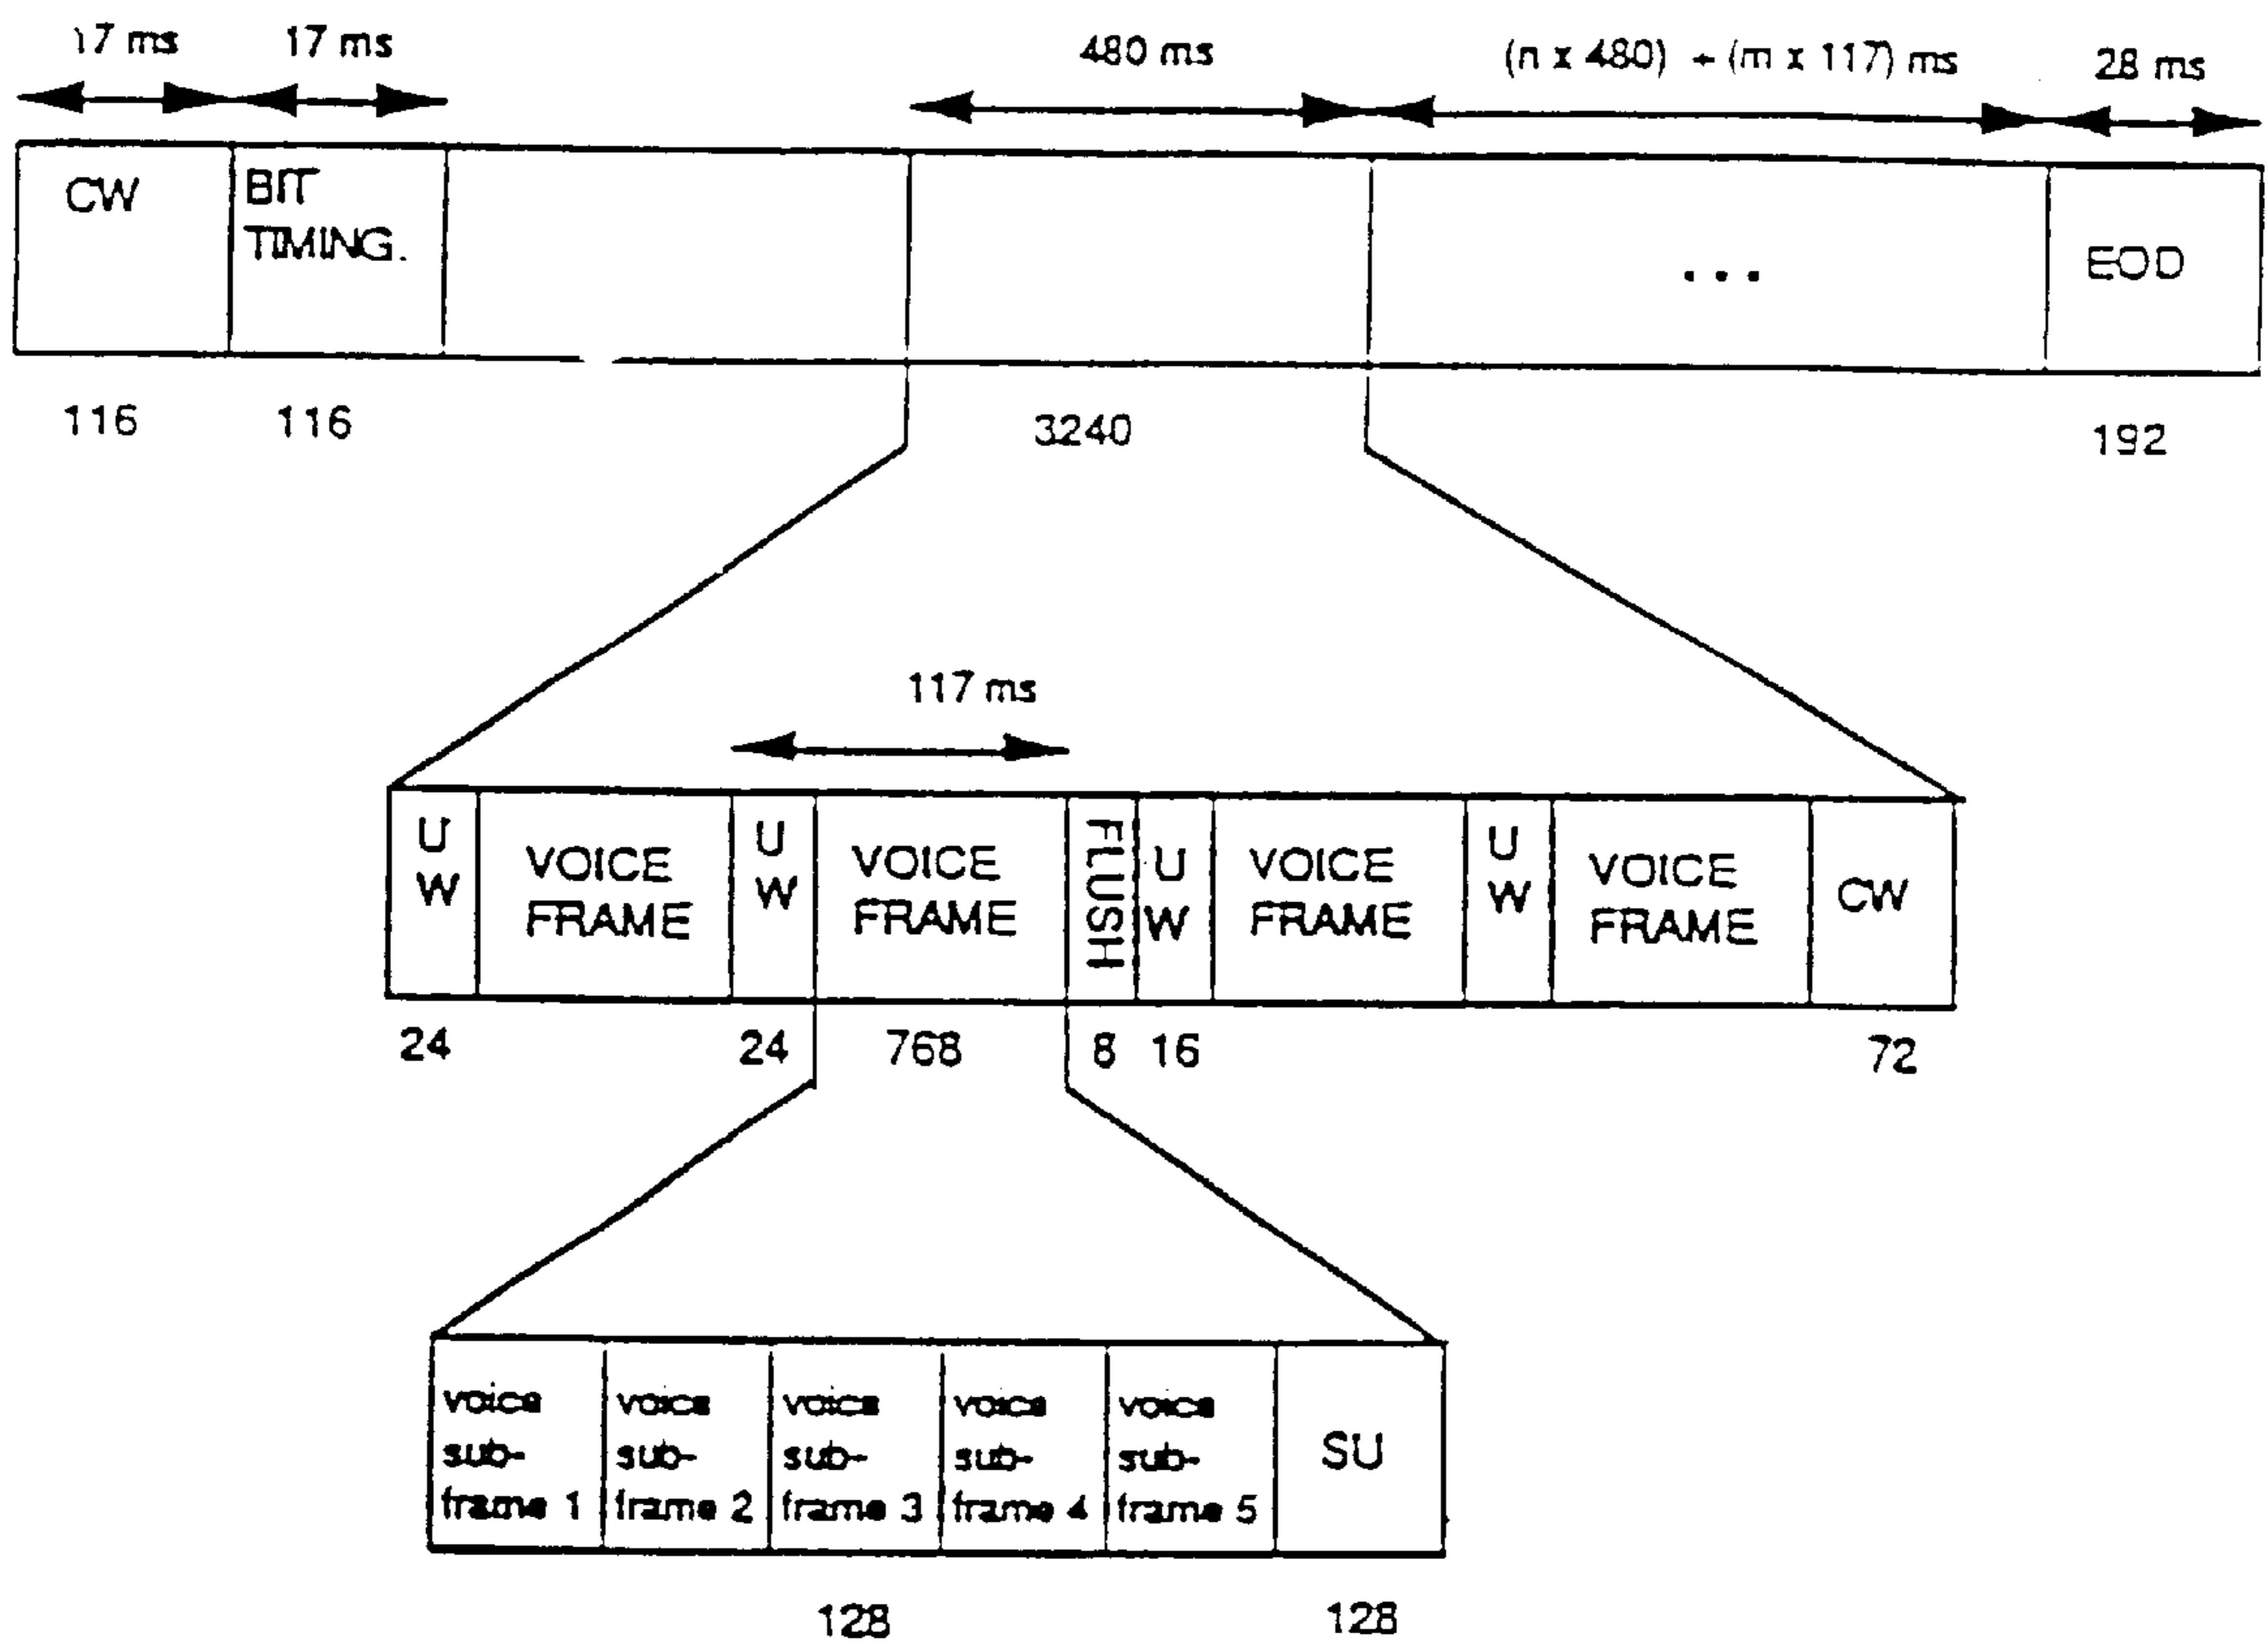 17 ms 17 ms 480 ms (n x 480) + (m x 117) ms 28 ms
CW BIT TIMING. ... EOD
116 116 3240 192
117 ms
U W VOICE FRAME U W VOICE FRAME FLUSH U W VOICE FRAME U W VOICE FRAME CW
24 24 768 8 16 72
voice sub- frame 1 voice sub- frame 2 voice sub- frame 3 voice sub- frame 4 voice sub- frame 5 SU
128 128